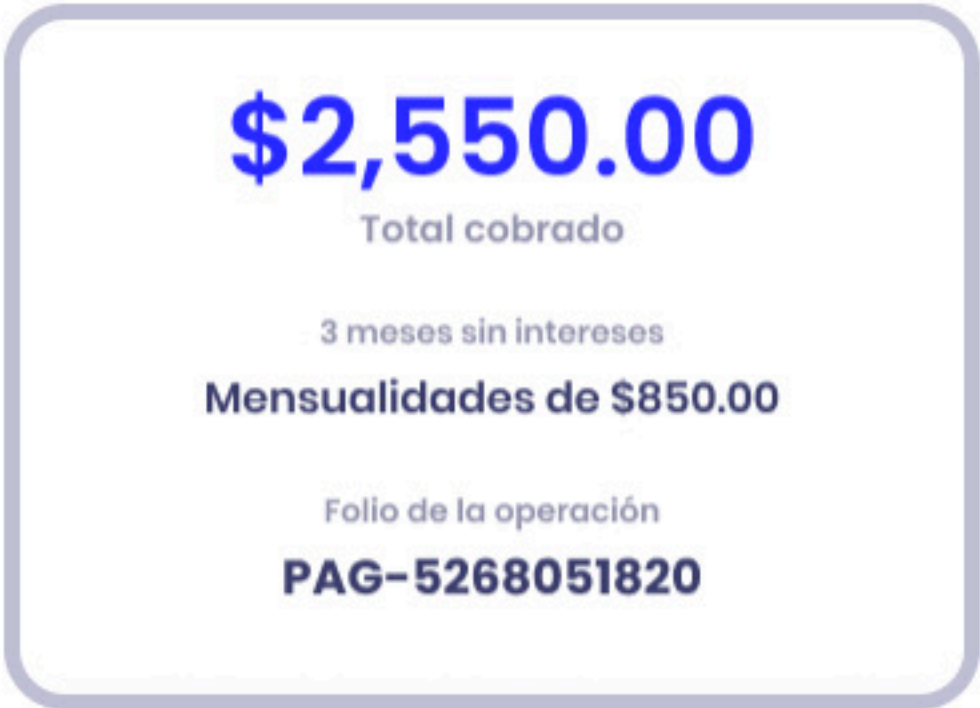 $2,550.00
Total cobrado
3 meses sin intereses
Mensualidades de $850.00
Folio de la operación
PAG-5268051820